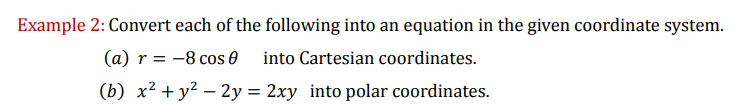 Example 2: Convert each of the following into an equation in the given coordinate system.
(a) r = −8 cos θ into Cartesian coordinates.
(b) x² + y² − 2y = 2xy into polar coordinates.